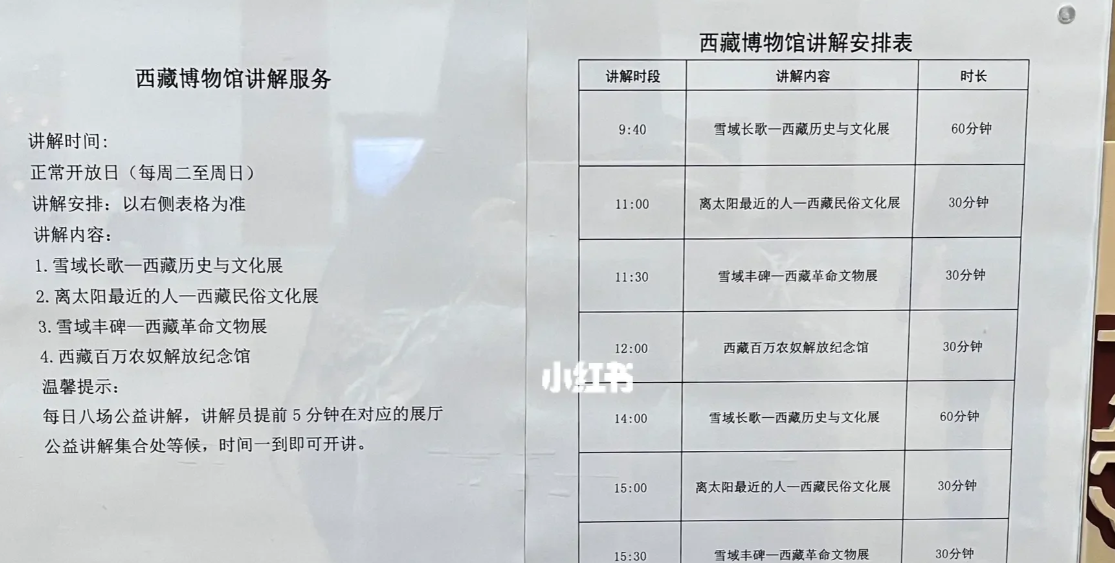 西藏博物馆讲解服务
讲解时间:
正常开放日（每周二至周日）
讲解安排：以右侧表格为准
讲解内容:
1.雪域长歌—西藏历史与文化展
2.离太阳最近的人—西藏民俗文化展
3.雪域丰碑—西藏革命文物展
4.西藏百万农奴解放纪念馆
温馨提示:
每日八场公益讲解，讲解员提前5分钟在对应的展厅
公益讲解集合处等候，时间一到即可开讲。
西藏博物馆讲解安排表
讲解时段 讲解内容 时长
9:40 雪域长歌—西藏历史与文化展 60分钟
11:00 离太阳最近的人—西藏民俗文化展 30分钟
11:30 雪域丰碑—西藏革命文物展 30分钟
12:00 西藏百万农奴解放纪念馆 30分钟
14:00 雪域长歌—西藏历史与文化展 60分钟
15:00 离太阳最近的人—西藏民俗文化展 30分钟
15:30 雪域丰碑—西藏革命文物展 30分钟
小红书